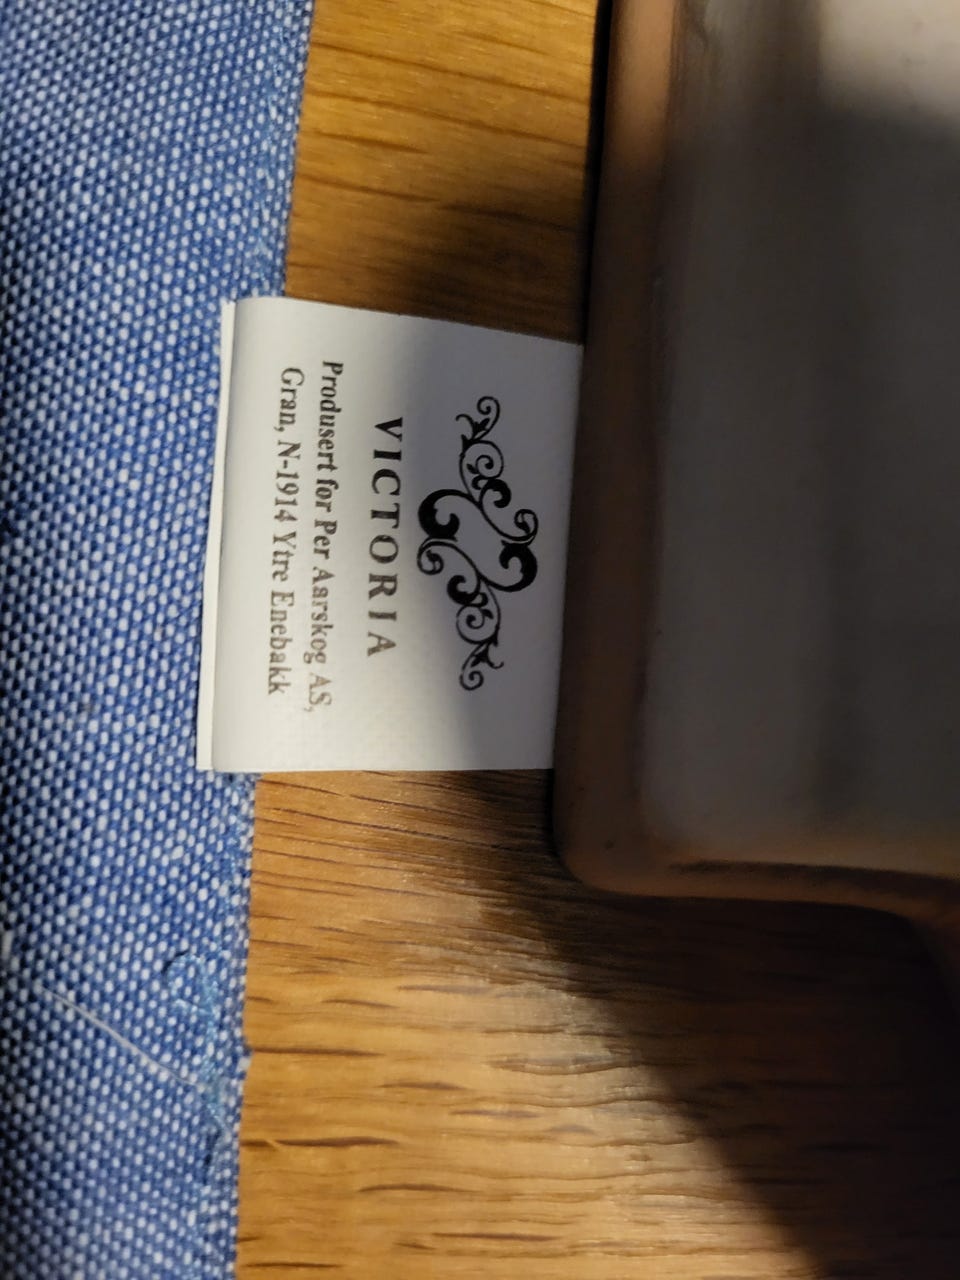 VICTORIA
Produsert for Per Aarskog AS,
Gran, N-1914 Ytre Enebakk